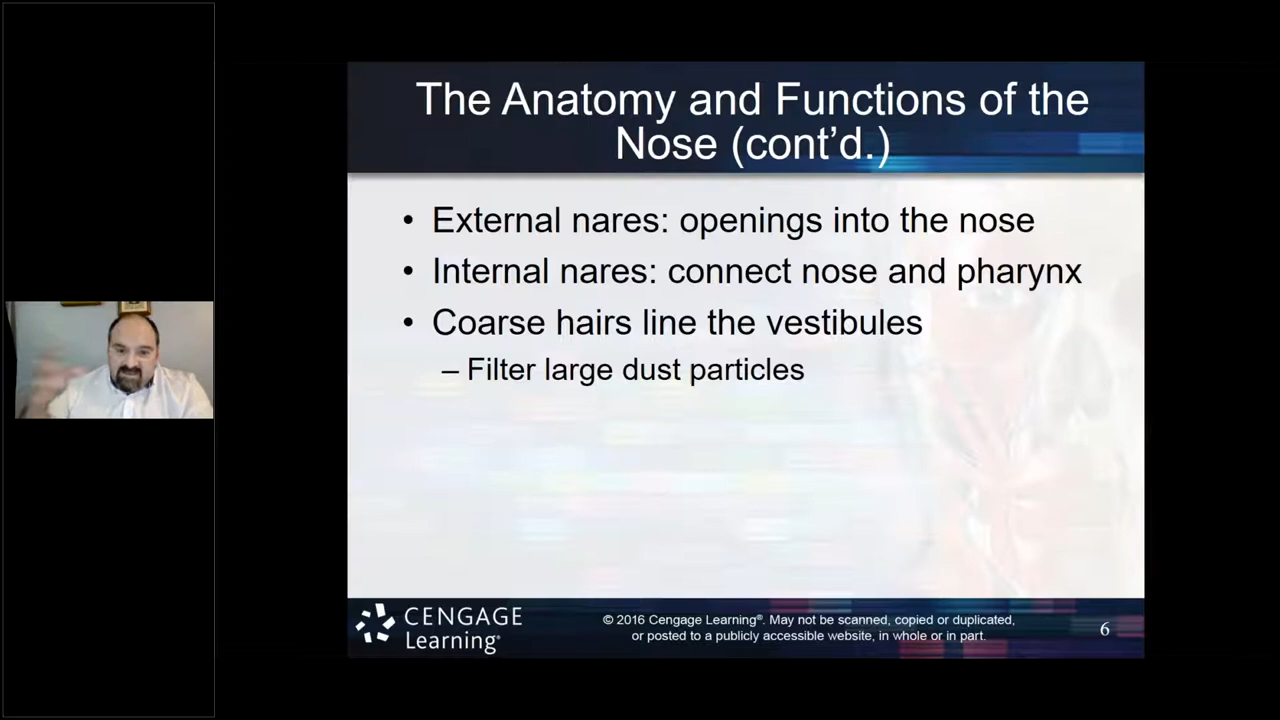 The Anatomy and Functions of the
Nose (cont’d.)
• External nares: openings into the nose
• Internal nares: connect nose and pharynx
• Coarse hairs line the vestibules
– Filter large dust particles
CENGAGE
Learning®
© 2016 Cengage Learning®. May not be scanned, copied or duplicated,
or posted to a publicly accessible website, in whole or in part.
6